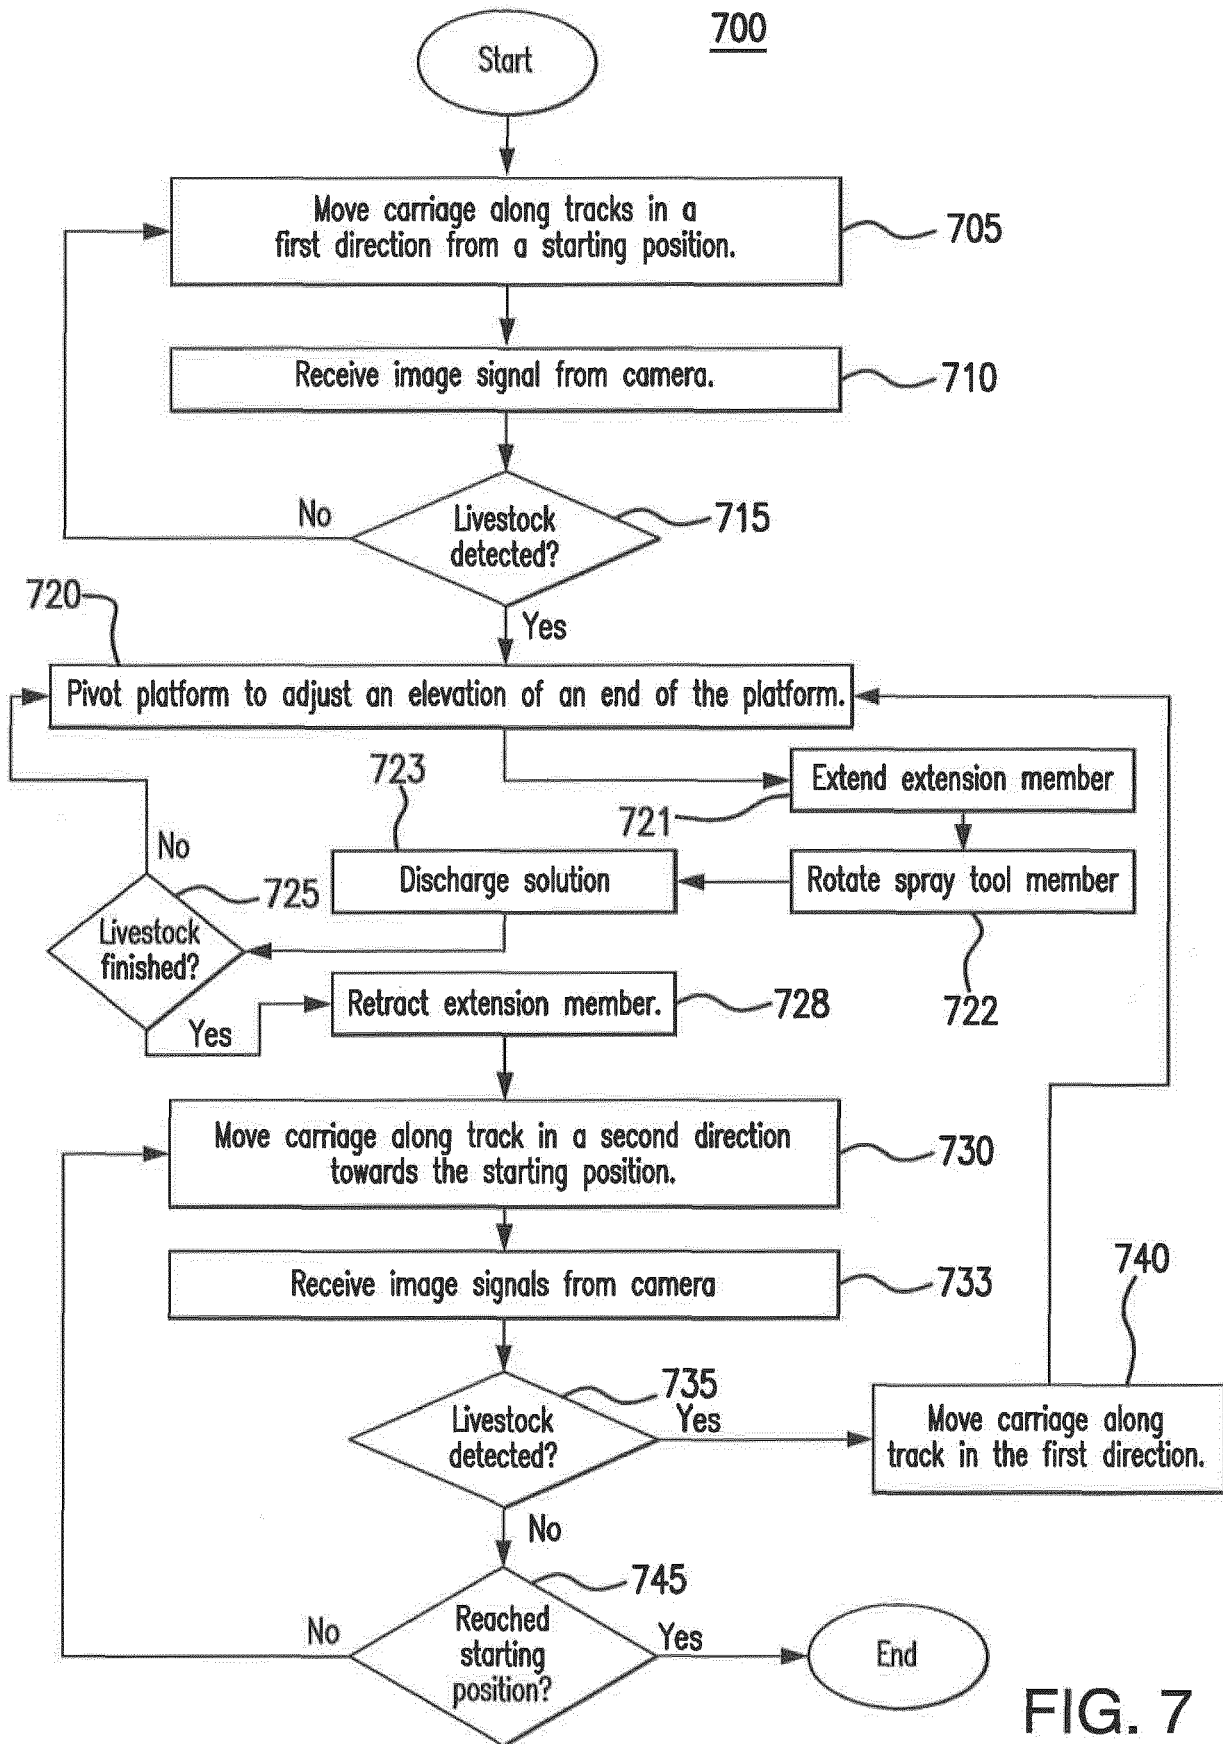 700
Start
Move carriage along tracks in a
first direction from a starting position.
705
Receive image signal from camera.
710
No
Livestock
detected?
715
720
Yes
Pivot platform to adjust an elevation of an end of the platform.
723
Extend extension member
721
No
725
Discharge solution
Rotate spray tool member
Livestock
finished?
722
Retract extension member.
728
Yes
Move carriage along track in a second direction
towards the starting position.
730
Receive image signals from camera
733
740
735
Livestock
detected?
Yes
Move carriage along
track in the first direction.
No
745
No
Reached
starting
position?
Yes
End
FIG. 7